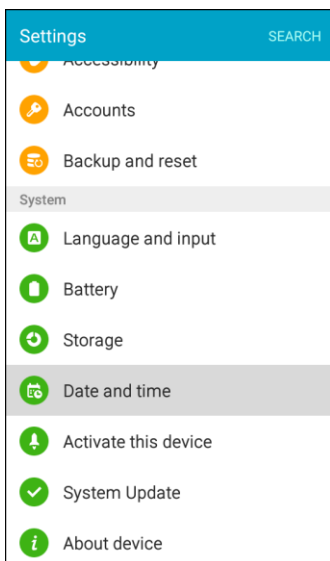 Settings
SEARCH
Accessibility
Accounts
Backup and reset
System
Language and input
Battery
Storage
Date and time
Activate this device
System Update
About device